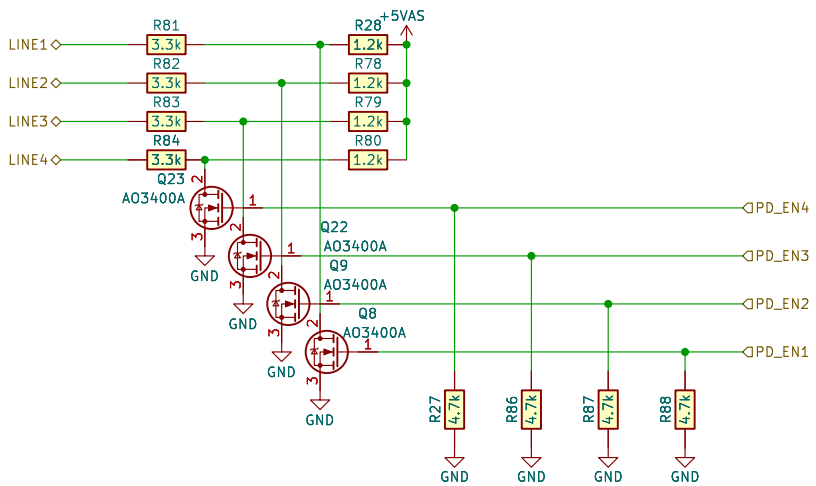 R81
R28
+5VAS
LINE1
3.3k
1.2k
R82
R78
LINE2
3.3k
1.2k
R83
R79
LINE3
3.3k
1.2k
R84
R80
LINE4
3.3k
1.2k
Q23
AO3400A
2
1
3
GND
PD_EN4
Q22
AO3400A
2
1
3
GND
PD_EN3
Q9
AO3400A
2
1
3
GND
PD_EN2
Q8
AO3400A
2
1
3
GND
PD_EN1
R27
4.7k
GND
R86
4.7k
GND
R87
4.7k
GND
R88
4.7k
GND